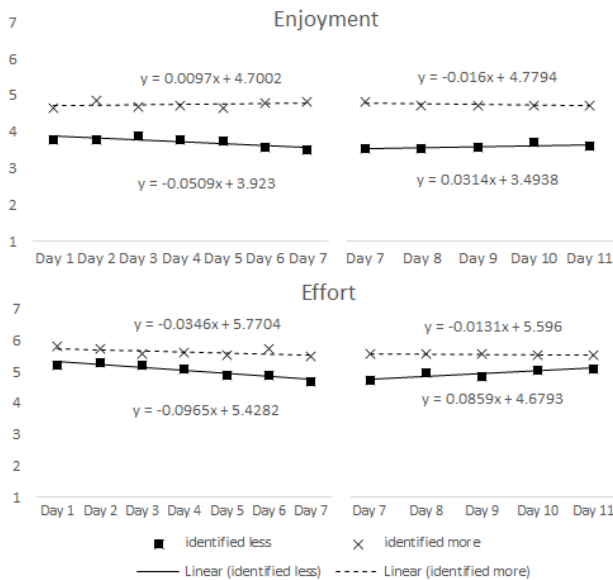 Enjoyment
7
6
5
4
3
2
1
y = 0.0097x + 4.7002
y = -0.016x + 4.7794
y = -0.0509x + 3.923
y = 0.0314x + 3.4938
Day 1 Day 2 Day 3 Day 4 Day 5 Day 6 Day 7
Day 7 Day 8 Day 9 Day 10 Day 11
Effort
7
6
5
4
3
2
1
y = -0.0346x + 5.7704
y = -0.0131x + 5.596
y = -0.0965x + 5.4282
y = 0.0859x + 4.6793
Day 1 Day 2 Day 3 Day 4 Day 5 Day 6 Day 7
Day 7 Day 8 Day 9 Day 10 Day 11
identified less identified more
Linear (identified less) Linear (identified more)